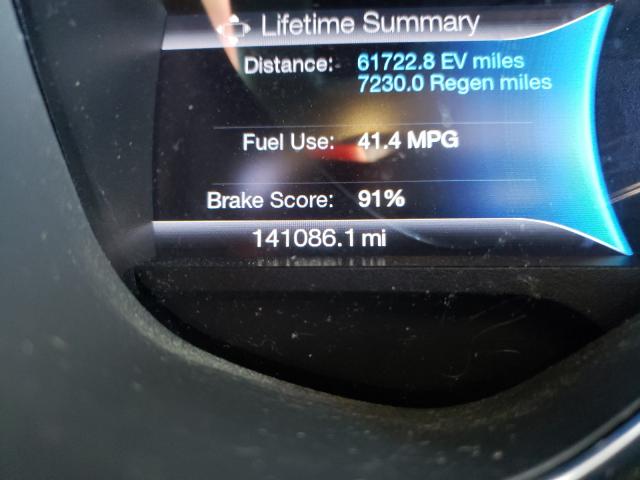 Lifetime Summary
Distance: 61722.8 EV miles
7230.0 Regen miles
Fuel Use: 41.4 MPG
Brake Score: 91%
141086.1 mi